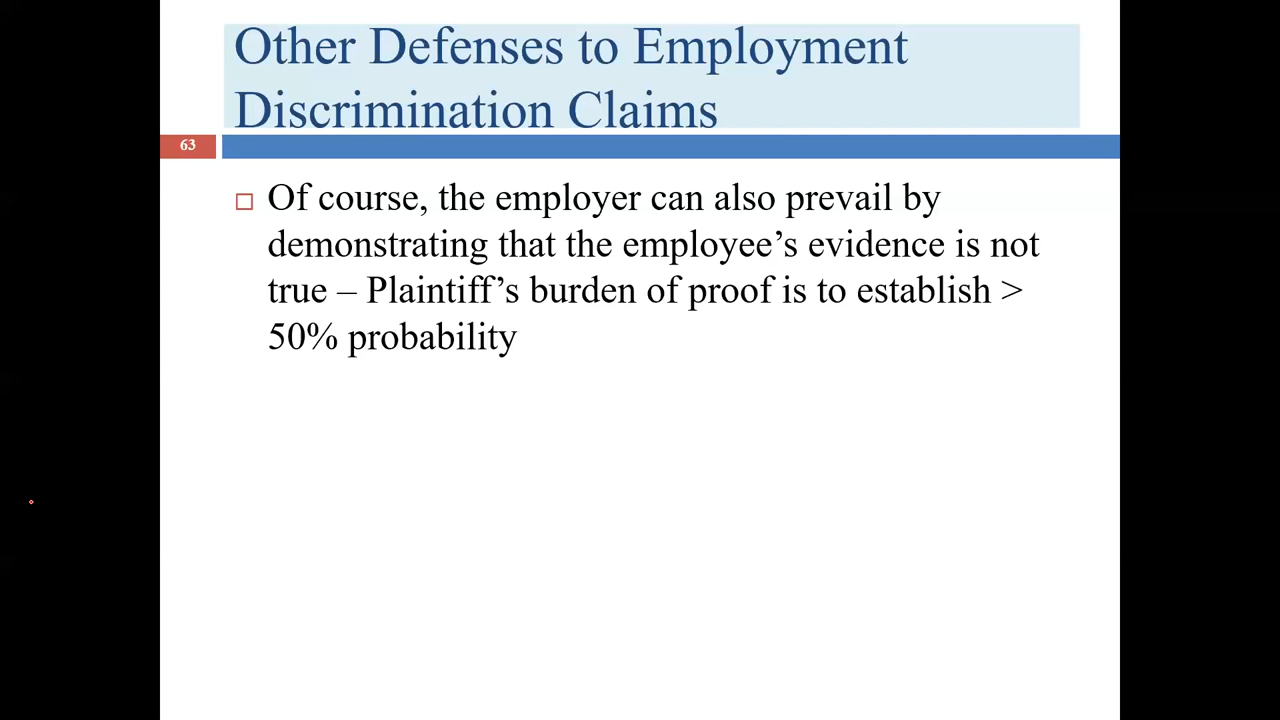 Other Defenses to Employment
Discrimination Claims
63
Of course, the employer can also prevail by
demonstrating that the employee’s evidence is not
true – Plaintiff’s burden of proof is to establish >
50% probability